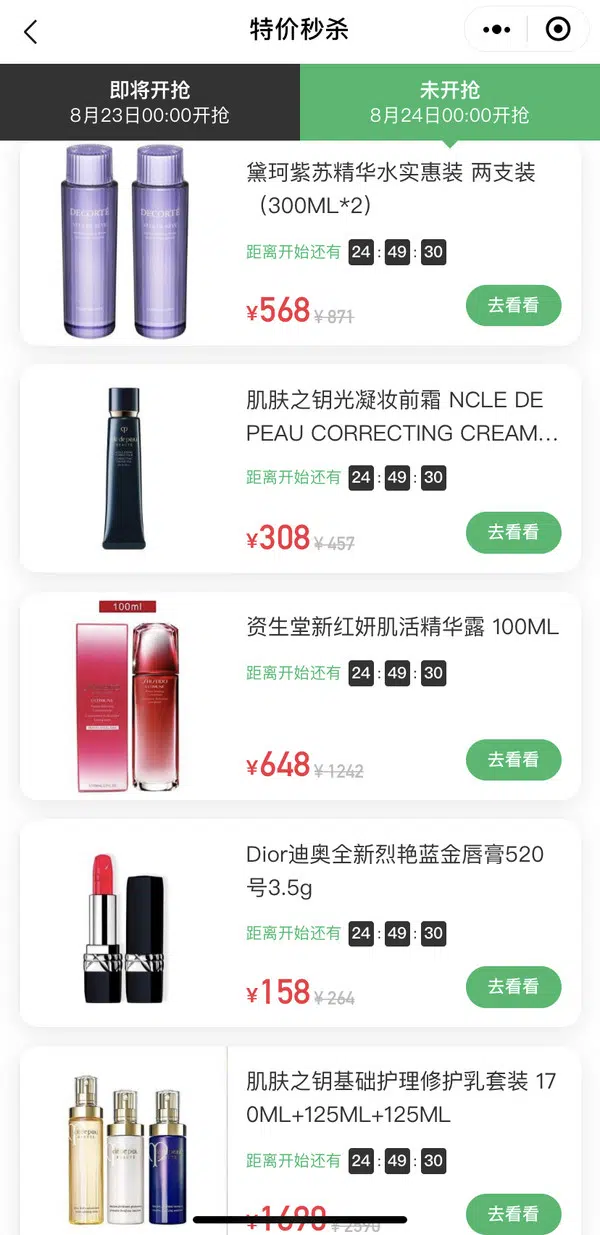 特价秒杀
即将开抢
8月23日00:00开抢
未开抢
8月24日00:00开抢
DECORTÉ DECORTÉ
黛珂紫苏精华水实惠装 两支装
（300ML*2）
距离开始还有 24 : 49 : 30
¥568 ¥871
去看看
肌肤之钥光凝妆前霜 NCLE DE
PEAU CORRECTING CREAM...
距离开始还有 24 : 49 : 30
¥308 ¥457
去看看
100ml
SHISEIDO
资生堂新红妍肌活精华露 100ML
距离开始还有 24 : 49 : 30
¥648 ¥1242
去看看
Dior迪奥全新烈艳蓝金唇膏520
号3.5g
距离开始还有 24 : 49 : 30
¥158 ¥264
去看看
肌肤之钥基础护理修护乳套装 17
0ML+125ML+125ML
距离开始还有 24 : 49 : 30
¥1690 ¥2590
去看看